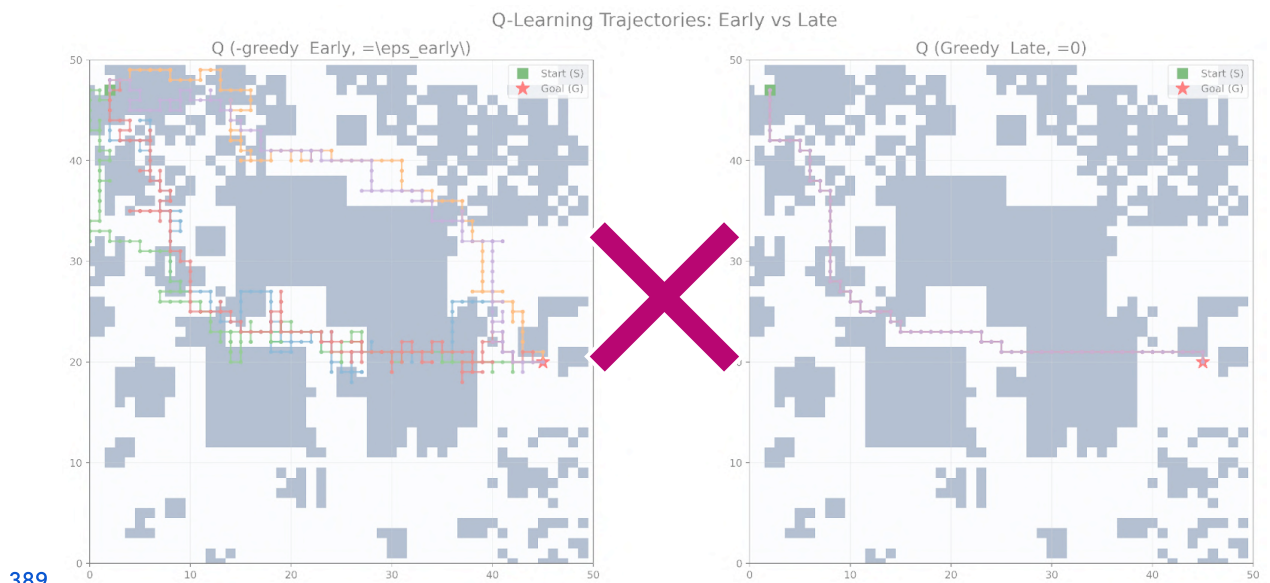 Q-Learning Trajectories: Early vs Late
Q (-greedy Early, =\eps_early\)
Q (Greedy Late, =0)
50
40
30
20
10
0
0 10 20 30 40 50
Start (S)
Goal (G)
50
40
30
20
10
0
0 10 20 30 40 50
Start (S)
Goal (G)
389